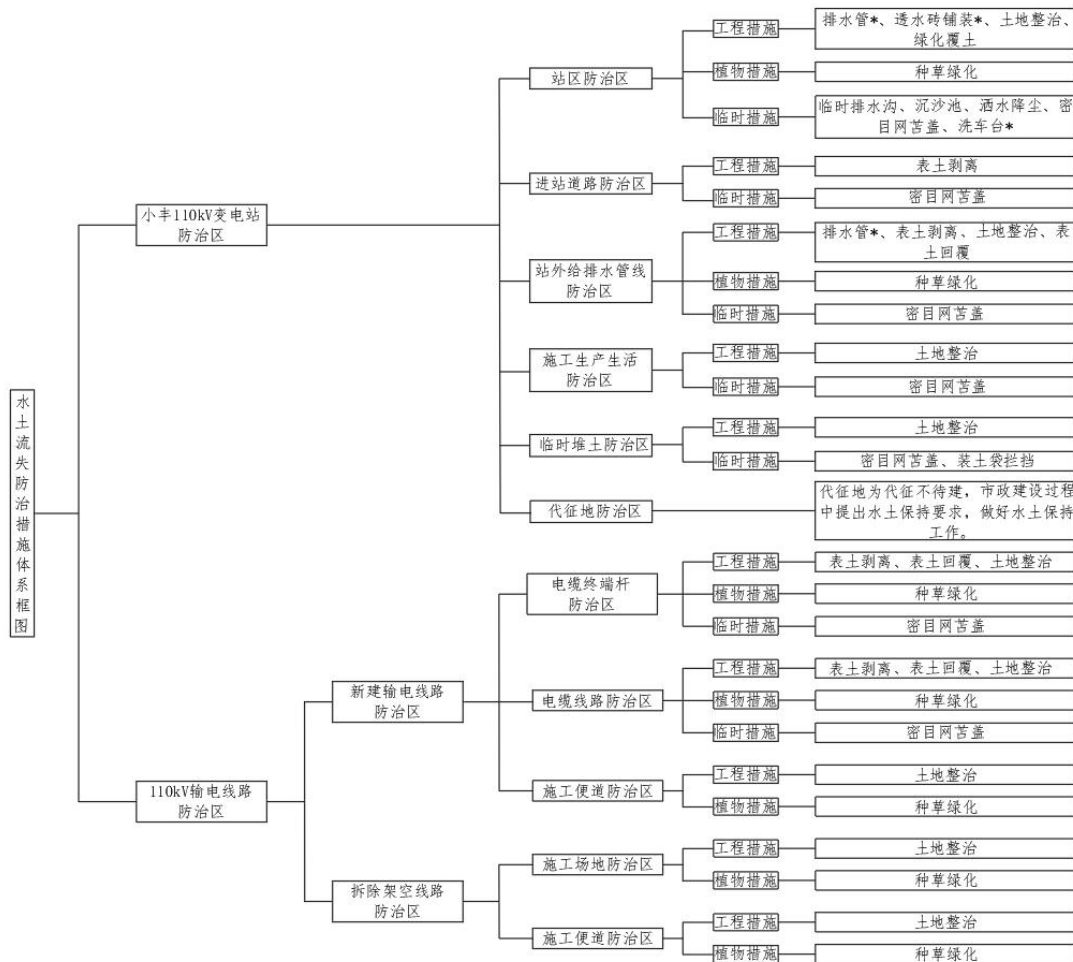 水土流失防治措施体系框图
小丰110kV变电站
防治区
站区防治区
工程措施
排水管*、透水砖铺装*、土地整治、
绿化覆土
植物措施
种草绿化
临时措施
临时排水沟、沉沙池、洒水降尘、密
目网苫盖、洗车台*
进站道路防治区
工程措施
表土剥离
临时措施
密目网苫盖
站外给排水管线
防治区
工程措施
排水管*、表土剥离、土地整治、表
土回覆
植物措施
种草绿化
临时措施
密目网苫盖
施工生产生活
防治区
工程措施
土地整治
临时措施
密目网苫盖
临时堆土防治区
工程措施
土地整治
临时措施
密目网苫盖、装土袋拦挡
代征地防治区
代征地为代征不待建，市政建设过程
中提出水土保持要求，做好水土保持
工作。
110kV输电线路
防治区
新建输电线路
防治区
电缆终端杆
防治区
工程措施
表土剥离、表土回覆、土地整治
植物措施
种草绿化
临时措施
密目网苫盖
电缆线路防治区
工程措施
表土剥离、表土回覆、土地整治
植物措施
种草绿化
临时措施
密目网苫盖
施工便道防治区
工程措施
土地整治
植物措施
种草绿化
拆除架空线路
防治区
施工场地防治区
工程措施
土地整治
植物措施
种草绿化
施工便道防治区
工程措施
土地整治
植物措施
种草绿化